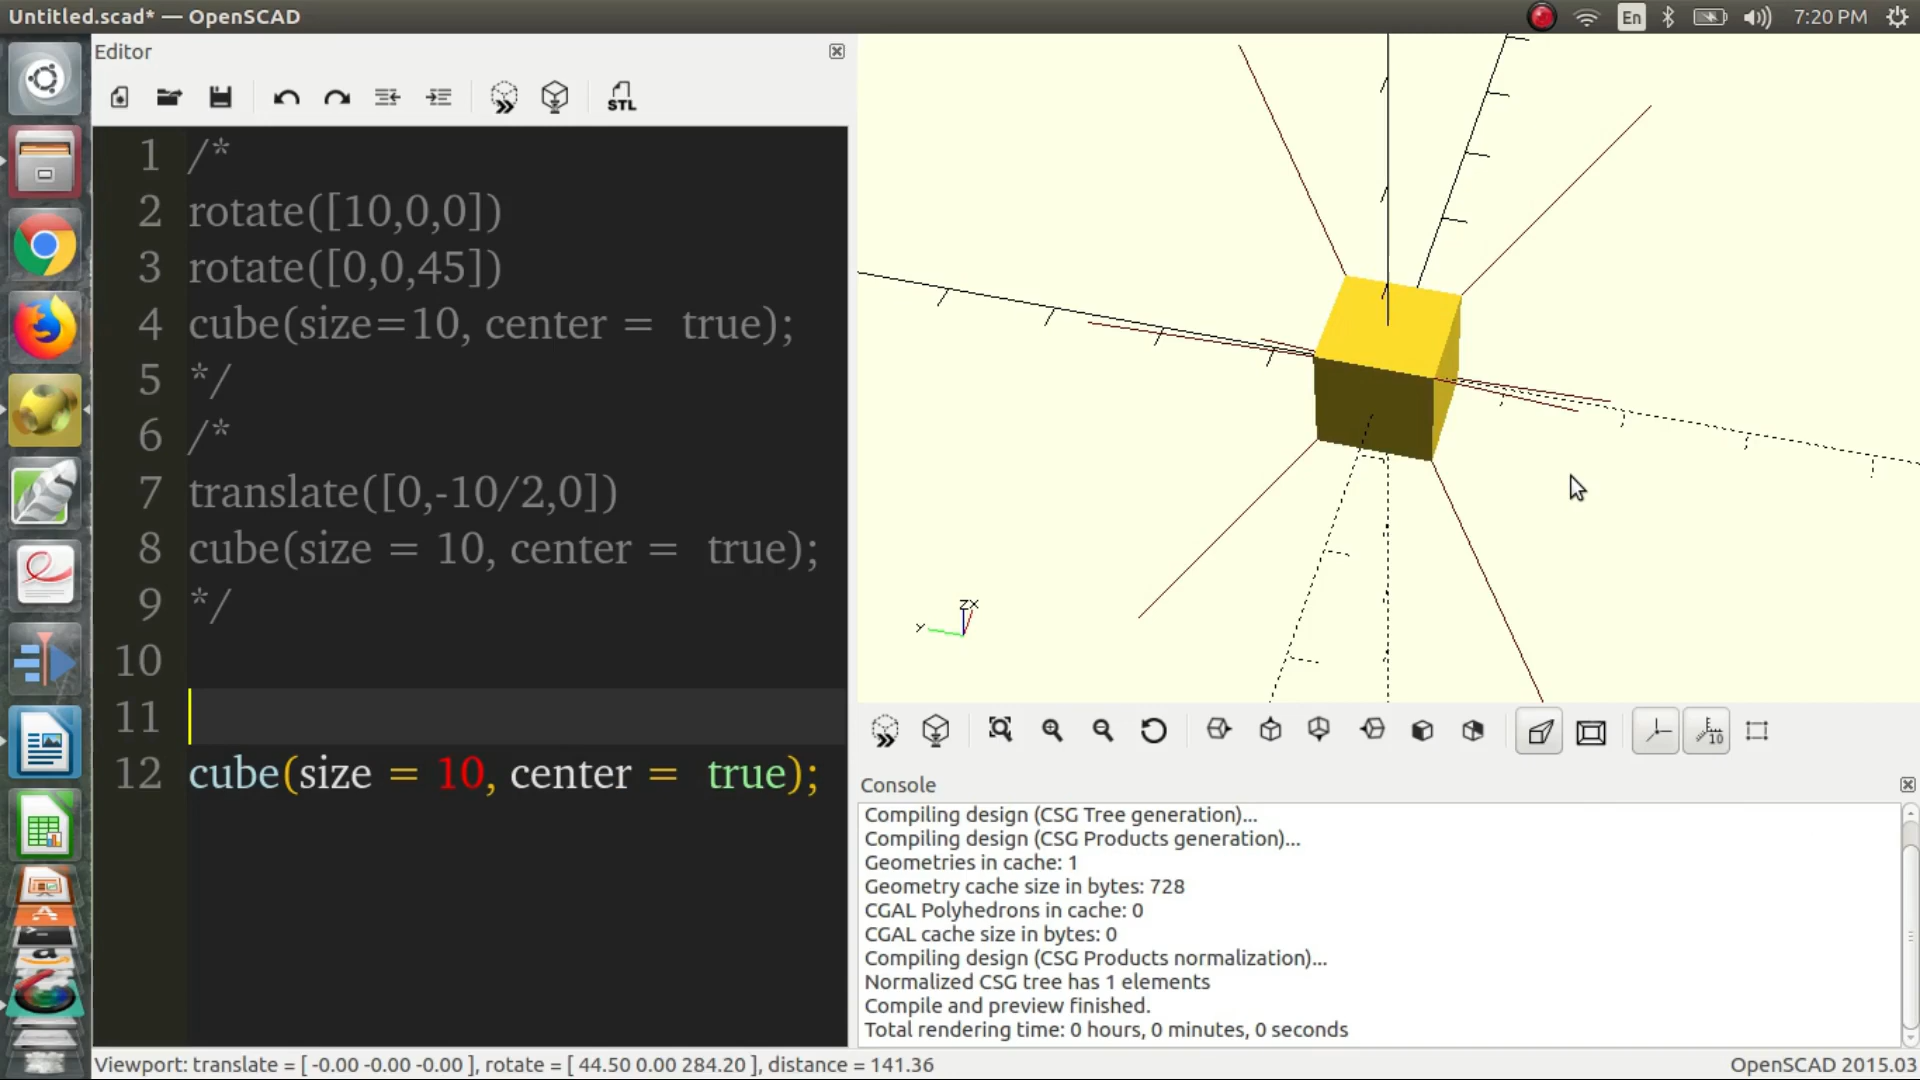 Untitled.scad* — OpenSCAD
En
7:20 PM
Editor
STL
1 /*
2 rotate([10,0,0])
3 rotate([0,0,45])
4 cube(size=10, center =  true);
5 */
6 /*
7 translate([0,-10/2,0])
8 cube(size = 10, center =  true);
9 */
10
11
12 cube(size = 10, center =  true);
Z X
Y
10
Console
Compiling design (CSG Tree generation)...
Compiling design (CSG Products generation)...
Geometries in cache: 1
Geometry cache size in bytes: 728
CGAL Polyhedrons in cache: 0
CGAL cache size in bytes: 0
Compiling design (CSG Products normalization)...
Normalized CSG tree has 1 elements
Compile and preview finished.
Total rendering time: 0 hours, 0 minutes, 0 seconds
Viewport: translate = [ -0.00 -0.00 -0.00 ], rotate = [ 44.50 0.00 284.20 ], distance = 141.36
OpenSCAD 2015.03